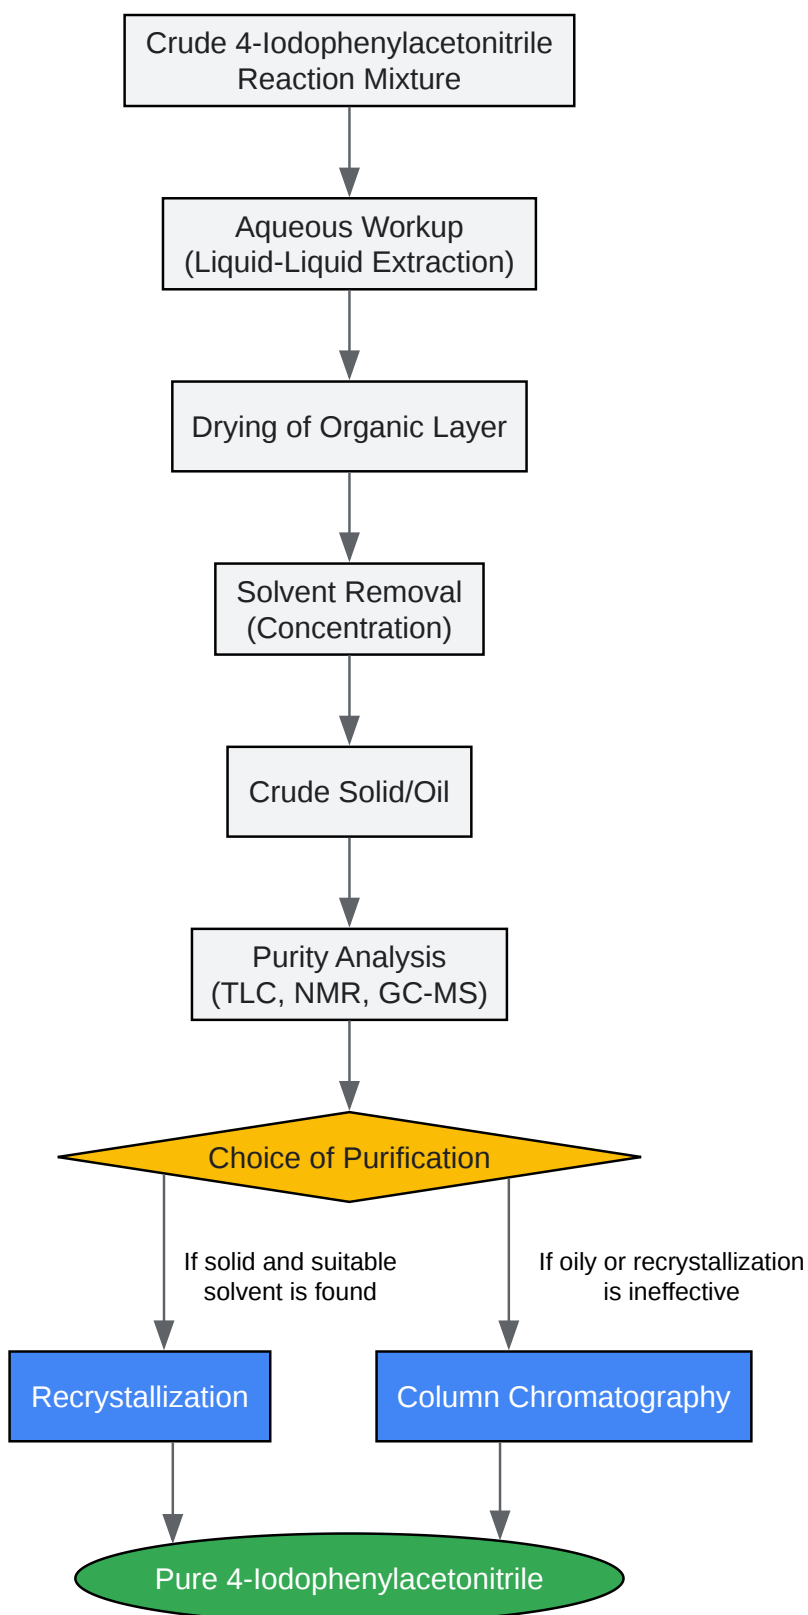 Crude 4-Iodophenylacetonitrile
Reaction Mixture
Aqueous Workup
(Liquid-Liquid Extraction)
Drying of Organic Layer
Solvent Removal
(Concentration)
Crude Solid/Oil
Purity Analysis
(TLC, NMR, GC-MS)
Choice of Purification
If solid and suitable
solvent is found
If oily or recrystallization
is ineffective
Recrystallization
Column Chromatography
Pure 4-Iodophenylacetonitrile